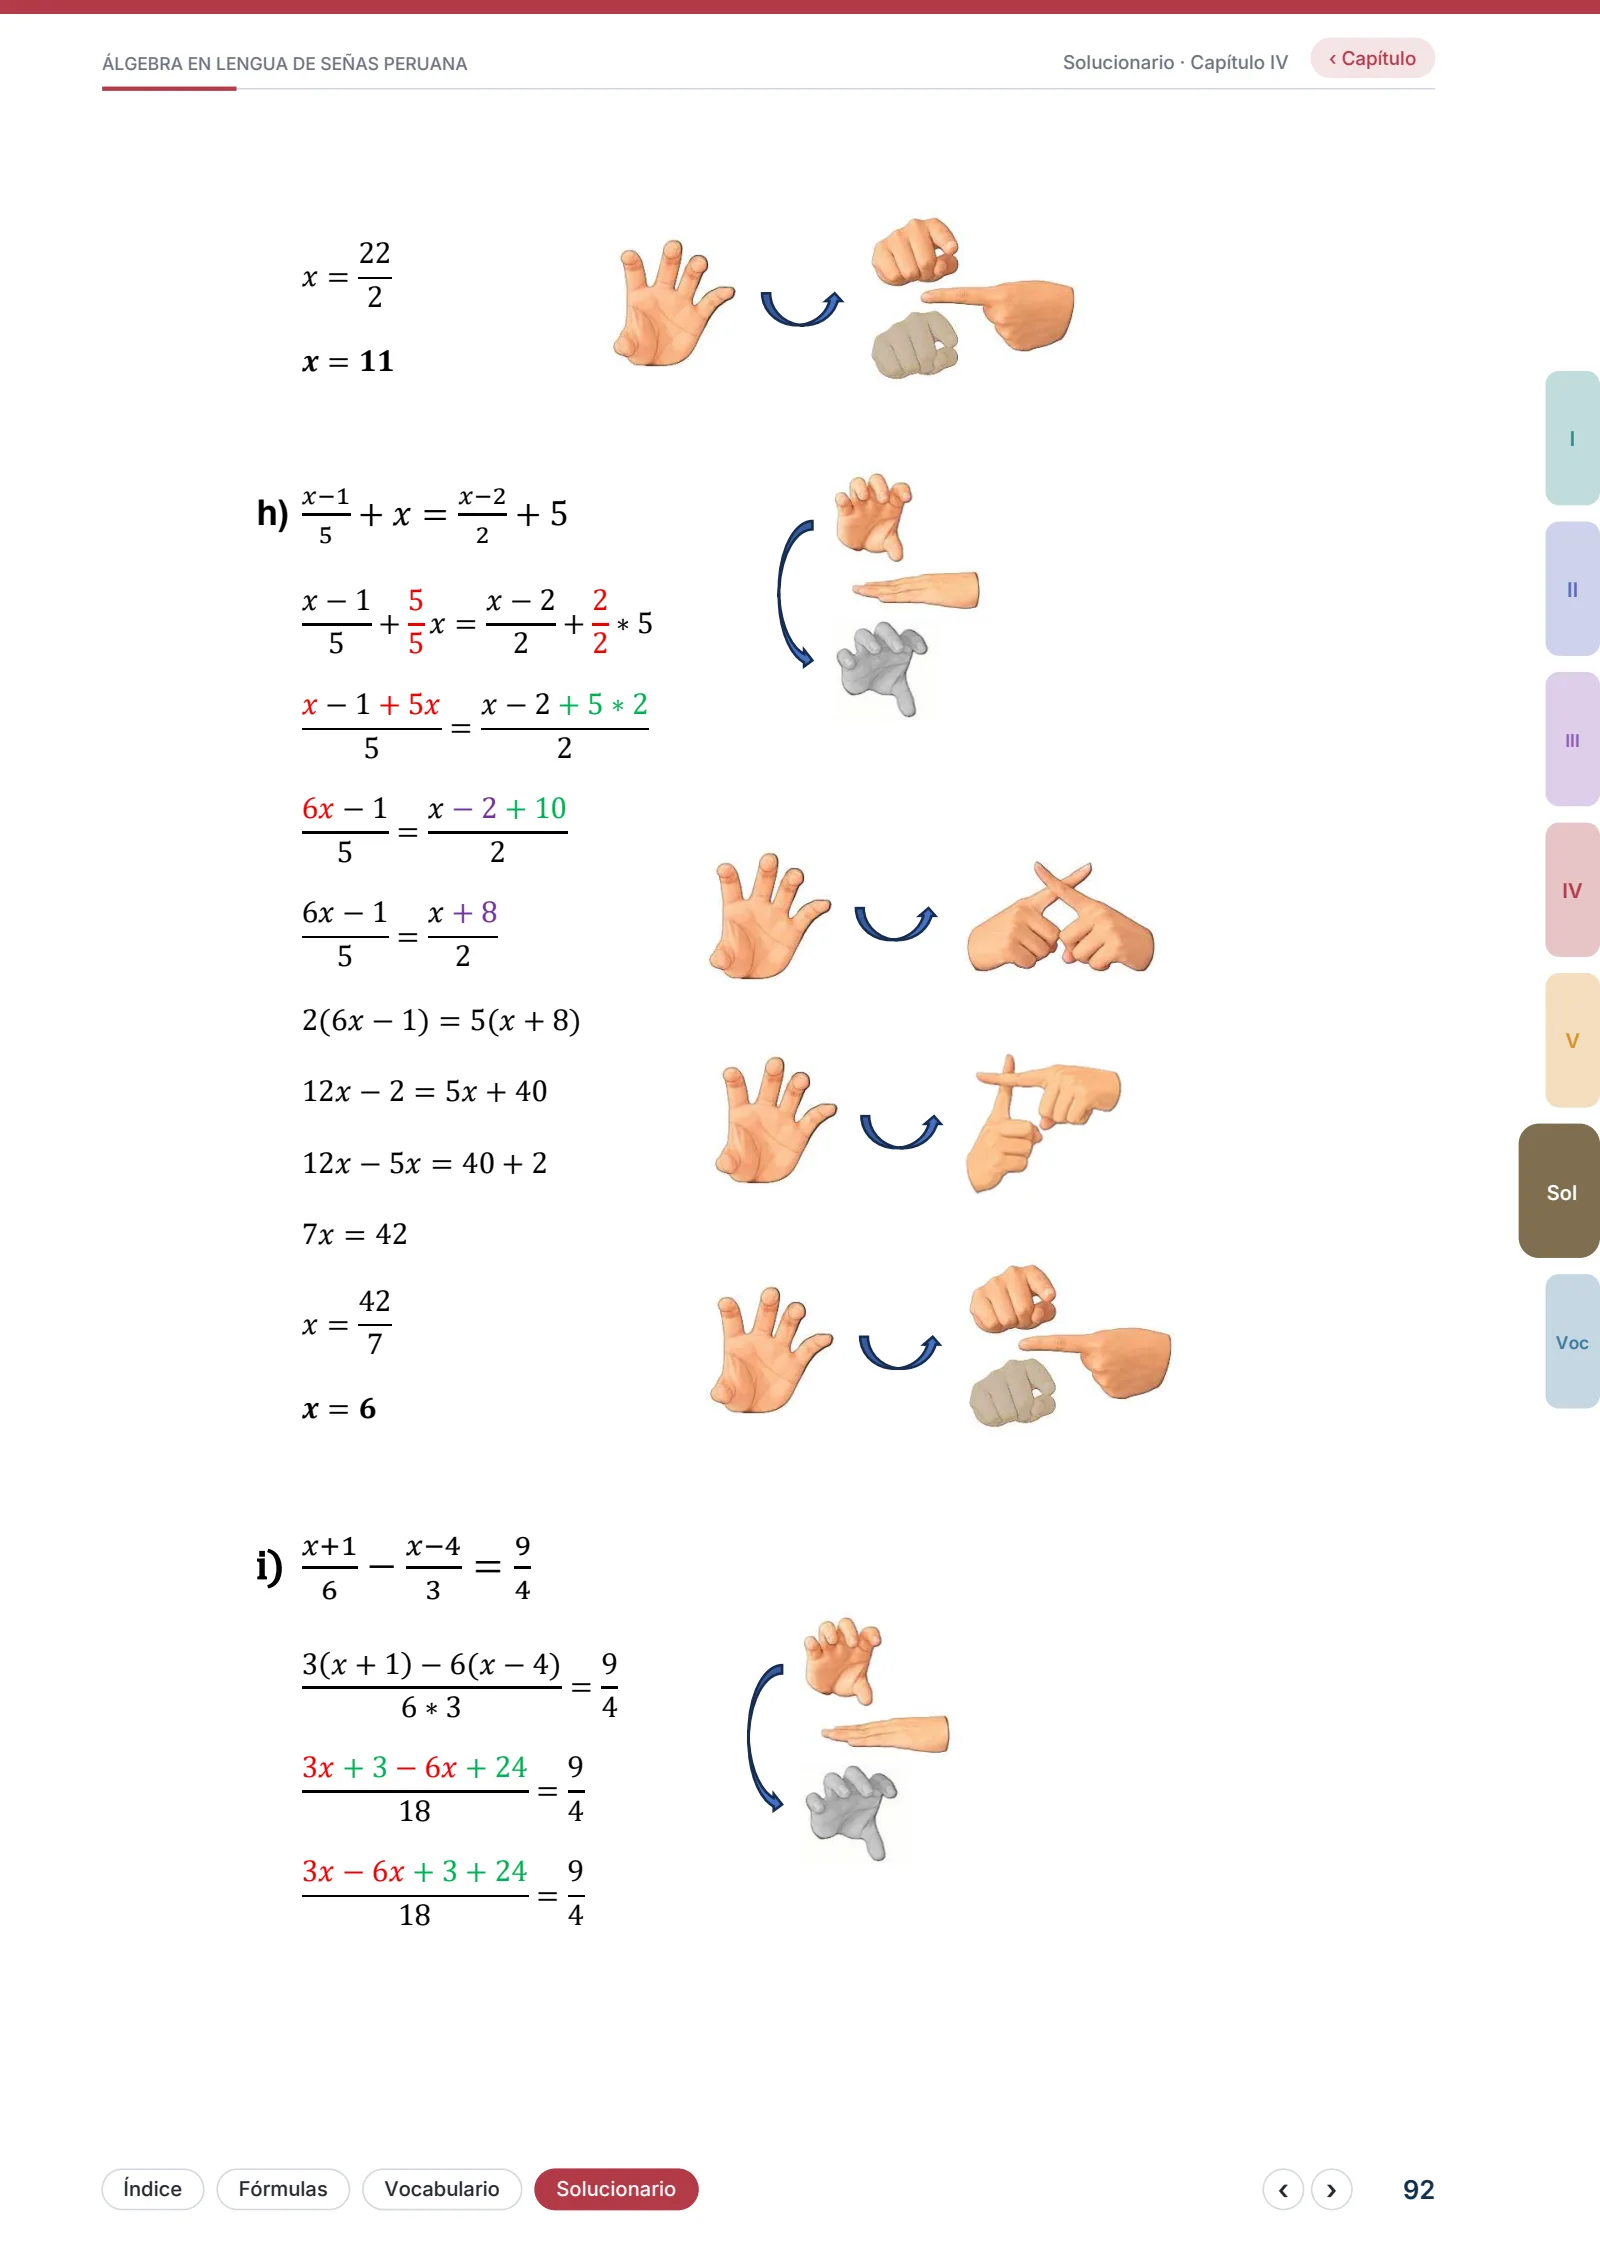 ÁLGEBRA EN LENGUA DE SEÑAS PERUANA
Solucionario · Capítulo IV
‹ Capítulo
x = 22/2
x = 11
h) (x−1)/5 + x = (x−2)/2 + 5
(x − 1)/5 + (5/5)x = (x − 2)/2 + 2/2 ∗ 5
(x − 1 + 5x)/5 = (x − 2 + 5 ∗ 2)/2
(6x − 1)/5 = (x − 2 + 10)/2
(6x − 1)/5 = (x + 8)/2
2(6x − 1) = 5(x + 8)
12x − 2 = 5x + 40
12x − 5x = 40 + 2
7x = 42
x = 42/7
x = 6
i) (x+1)/6 − (x−4)/3 = 9/4
(3(x + 1) − 6(x − 4))/(6 ∗ 3) = 9/4
(3x + 3 − 6x + 24)/18 = 9/4
(3x − 6x + 3 + 24)/18 = 9/4
I
II
III
IV
V
Sol
Voc
Índice
Fórmulas
Vocabulario
Solucionario
‹
›
92